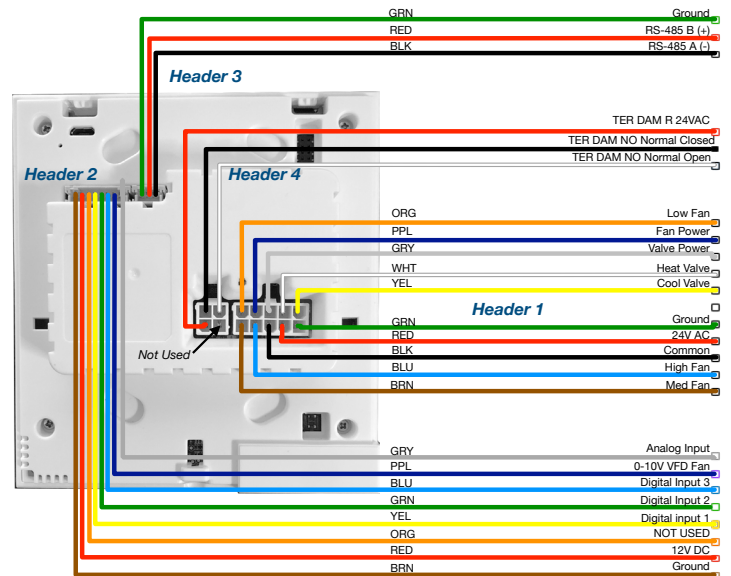 GRN Ground
RED RS-485 B (+)
BLK RS-485 A (-)
Header 3
TER DAM R 24VAC
TER DAM NO Normal Closed
TER DAM NO Normal Open
Header 2
Header 4
ORG Low Fan
PPL Fan Power
GRY Valve Power
WHT Heat Valve
YEL Cool Valve
Header 1
GRN Ground
RED 24V AC
BLK Common
Not Used
BLU High Fan
BRN Med Fan
GRY Analog Input
PPL 0-10V VFD Fan
BLU Digital Input 3
GRN Digital Input 2
YEL Digital input 1
ORG NOT USED
RED 12V DC
BRN Ground